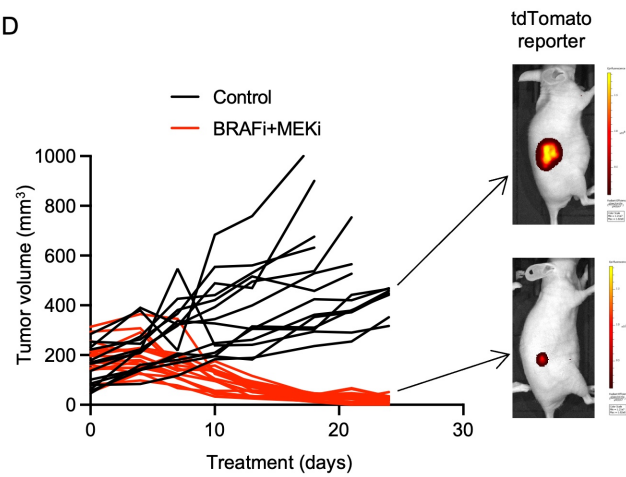 D
tdTomato
reporter
Control
BRAFi+MEKi
1000
800
600
400
200
0
Tumor volume (mm³)
0
10
20
30
Treatment (days)